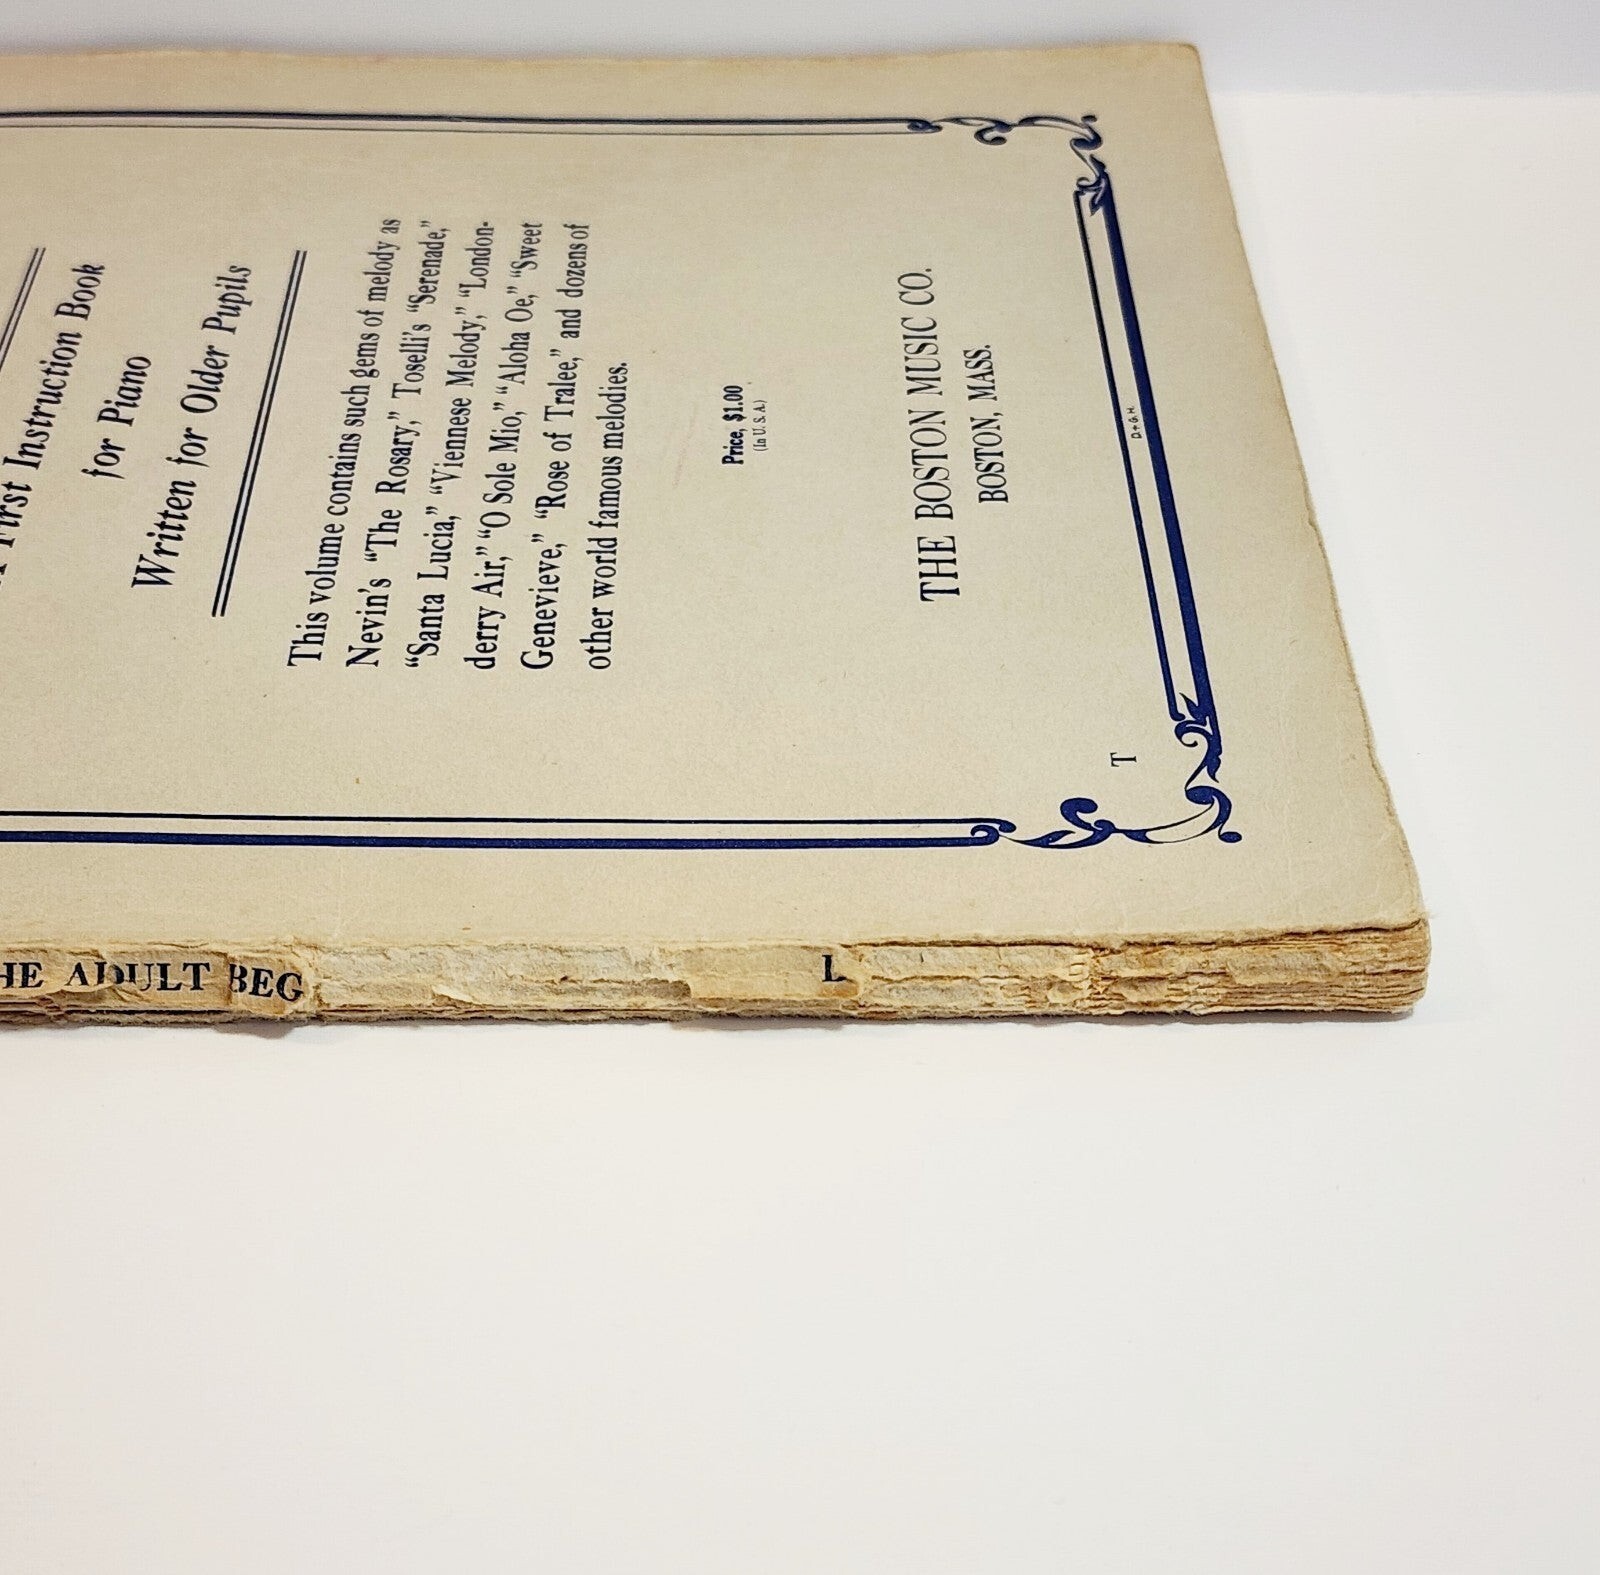 First Instruction Book
for Piano
Written for Older Pupils
This volume contains such gems of melody as
Nevin's “The Rosary,” Toselli's “Serenade,”
“Santa Lucia,” “Viennese Melody,” “London-
derry Air,” “O Sole Mio,” “Aloha Oe,” “Sweet
Genevieve,” “Rose of Tralee,” and dozens of
other world famous melodies.
Price, $1.00
(In U. S. A.)
THE BOSTON MUSIC CO.
BOSTON, MASS.
D.+G.H.
T
HE ADULT BEG
L